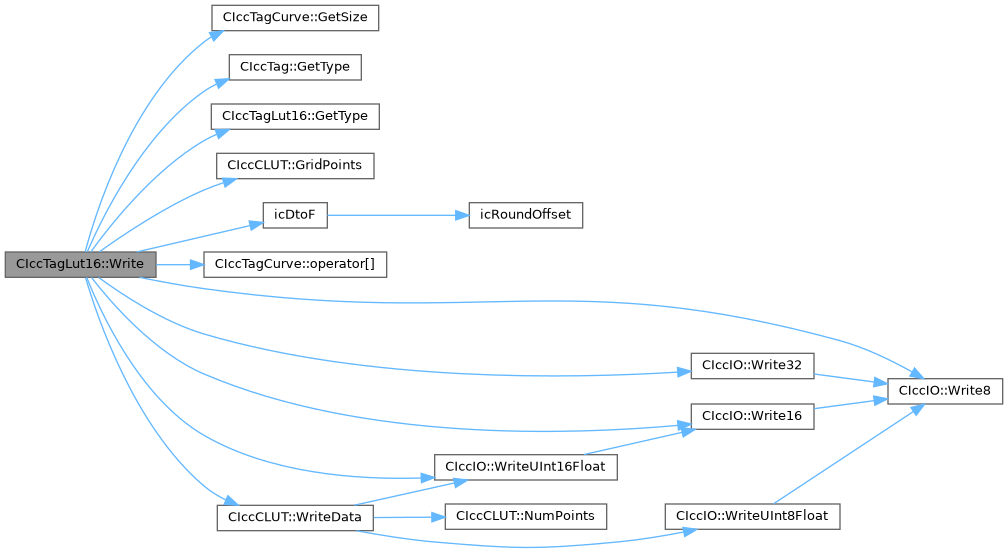 CIccTagCurve::GetSize
CIccTag::GetType
CIccTagLut16::GetType
CIccCLUT::GridPoints
icDtoF
icRoundOffset
CIccTagLut16::Write
CIccTagCurve::operator[]
CIccIO::Write32
CIccIO::Write8
CIccIO::Write16
CIccIO::WriteUInt16Float
CIccCLUT::WriteData
CIccCLUT::NumPoints
CIccIO::WriteUInt8Float